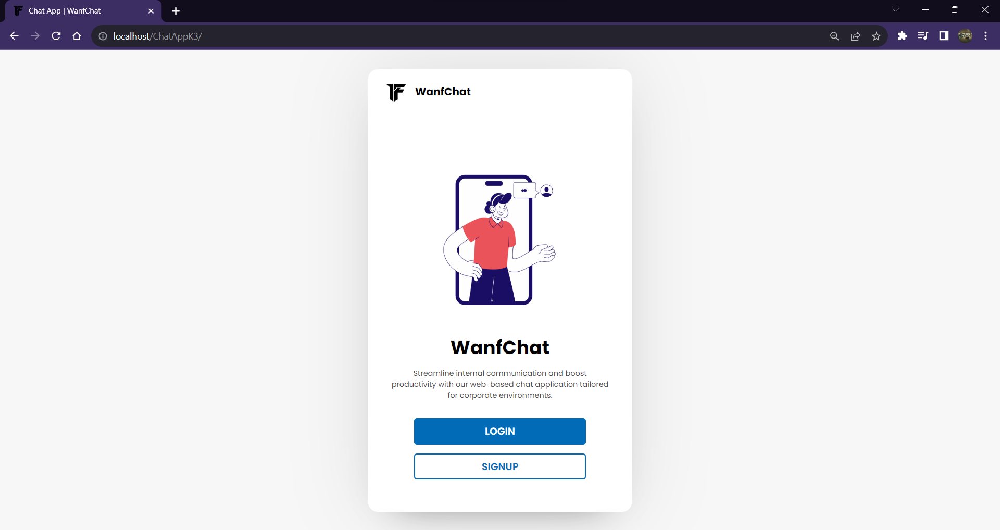 Chat App | WanfChat
localhost/ChatAppK3/
WanfChat
WanfChat
Streamline internal communication and boost
productivity with our web-based chat application tailored
for corporate environments.
LOGIN
SIGNUP